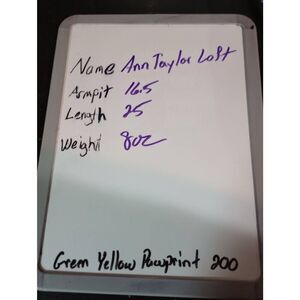 Name Ann Taylor Loft
Armpit 16.5
Length 25
Weight 8oz
Green Yellow Pawprint 200